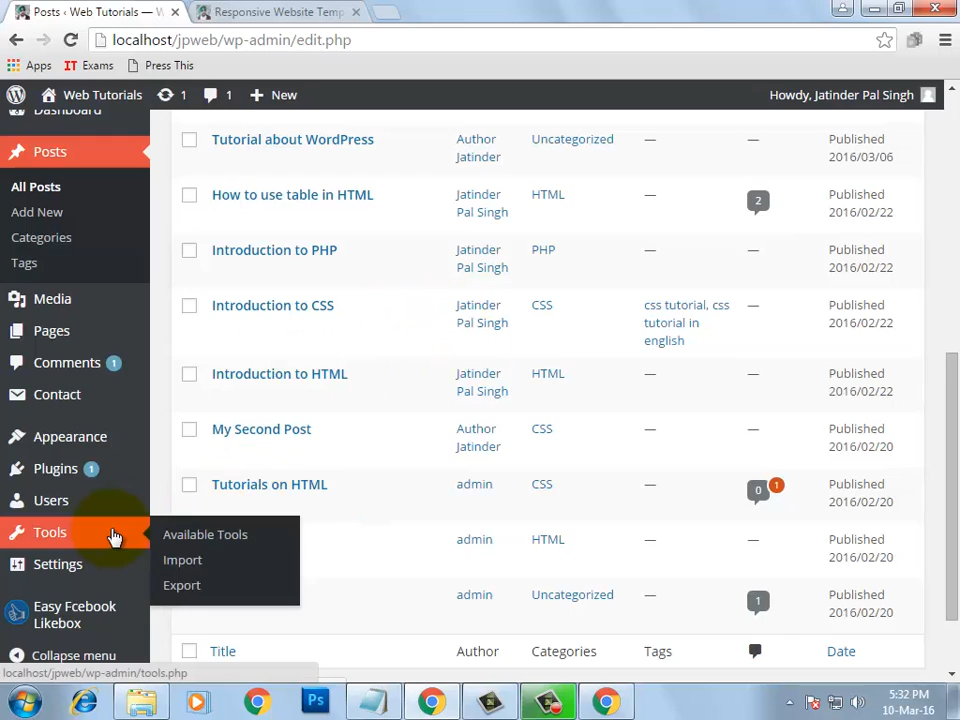 Posts ‹ Web Tutorials — W
Responsive Website Temp
localhost/jpweb/wp-admin/edit.php
Apps
IT Exams
Press This
Web Tutorials
1
1
New
Howdy, Jatinder Pal Singh
Dashboard
Posts
All Posts
Add New
Categories
Tags
Media
Pages
Comments 1
Contact
Appearance
Plugins 1
Users
Tools
Settings
Easy Fcebook
Likebox
Collapse menu
Available Tools
Import
Export
Tutorial about WordPress
Author
Jatinder
Uncategorized
—
—
Published
2016/03/06
How to use table in HTML
Jatinder
Pal Singh
HTML
—
2
Published
2016/02/22
Introduction to PHP
Jatinder
Pal Singh
PHP
—
—
Published
2016/02/22
Introduction to CSS
Jatinder
Pal Singh
CSS
css tutorial, css
tutorial in
english
—
Published
2016/02/22
Introduction to HTML
Jatinder
Pal Singh
HTML
—
—
Published
2016/02/22
My Second Post
Author
Jatinder
CSS
—
—
Published
2016/02/20
Tutorials on HTML
admin
CSS
—
0
1
Published
2016/02/20
admin
HTML
—
—
Published
2016/02/20
admin
Uncategorized
—
1
Published
2016/02/20
Title
Author
Categories
Tags
Date
localhost/jpweb/wp-admin/tools.php
Ps
5:32 PM
10-Mar-16